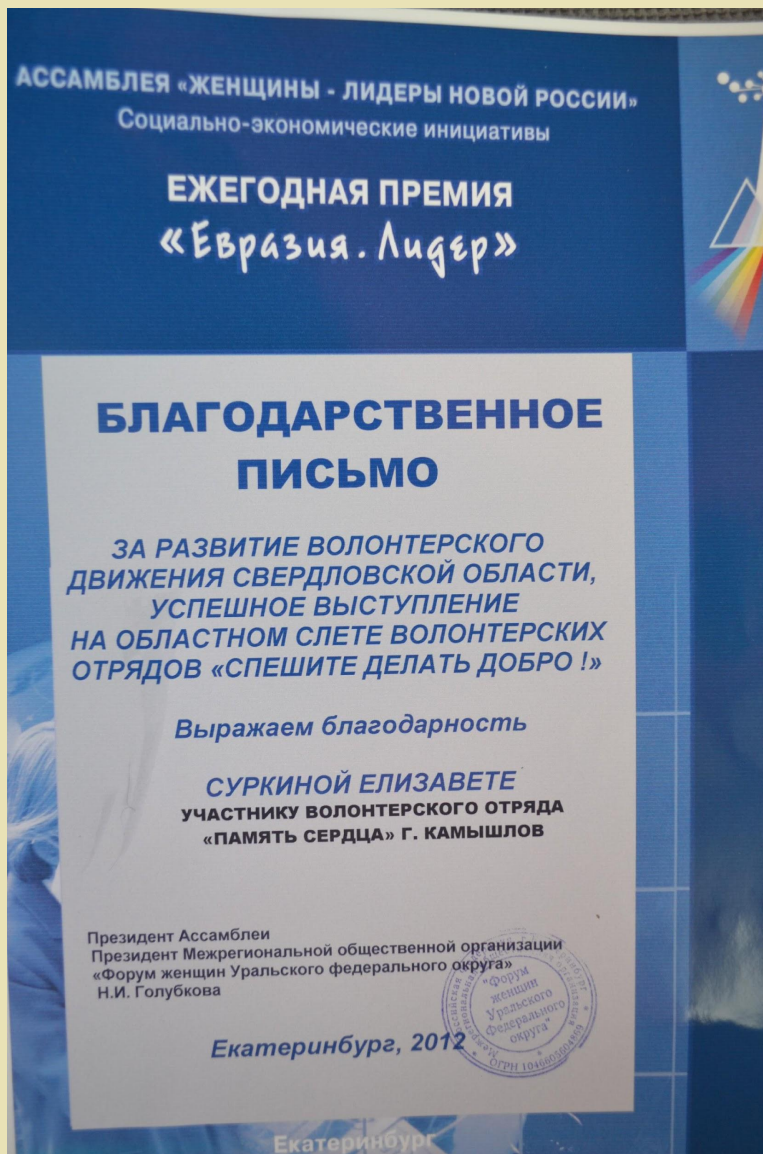 АССАМБЛЕЯ «ЖЕНЩИНЫ - ЛИДЕРЫ НОВОЙ РОССИИ»
Социально-экономические инициативы
ЕЖЕГОДНАЯ ПРЕМИЯ
«Евразия. Лидер»
БЛАГОДАРСТВЕННОЕ
ПИСЬМО
ЗА РАЗВИТИЕ ВОЛОНТЕРСКОГО
ДВИЖЕНИЯ СВЕРДЛОВСКОЙ ОБЛАСТИ,
УСПЕШНОЕ ВЫСТУПЛЕНИЕ
НА ОБЛАСТНОМ СЛЕТЕ ВОЛОНТЕРСКИХ
ОТРЯДОВ «СПЕШИТЕ ДЕЛАТЬ ДОБРО !»
Выражаем благодарность
СУРКИНОЙ ЕЛИЗАВЕТЕ
УЧАСТНИКУ ВОЛОНТЕРСКОГО ОТРЯДА
«ПАМЯТЬ СЕРДЦА» Г. КАМЫШЛОВ
Президент Ассамблеи
Президент Межрегиональной общественной организации
«Форум женщин Уральского федерального округа»
Н.И. Голубкова
"Форум
женщин
Уральского
Федерального
округа"
Екатеринбург, 2012
Екатеринбург